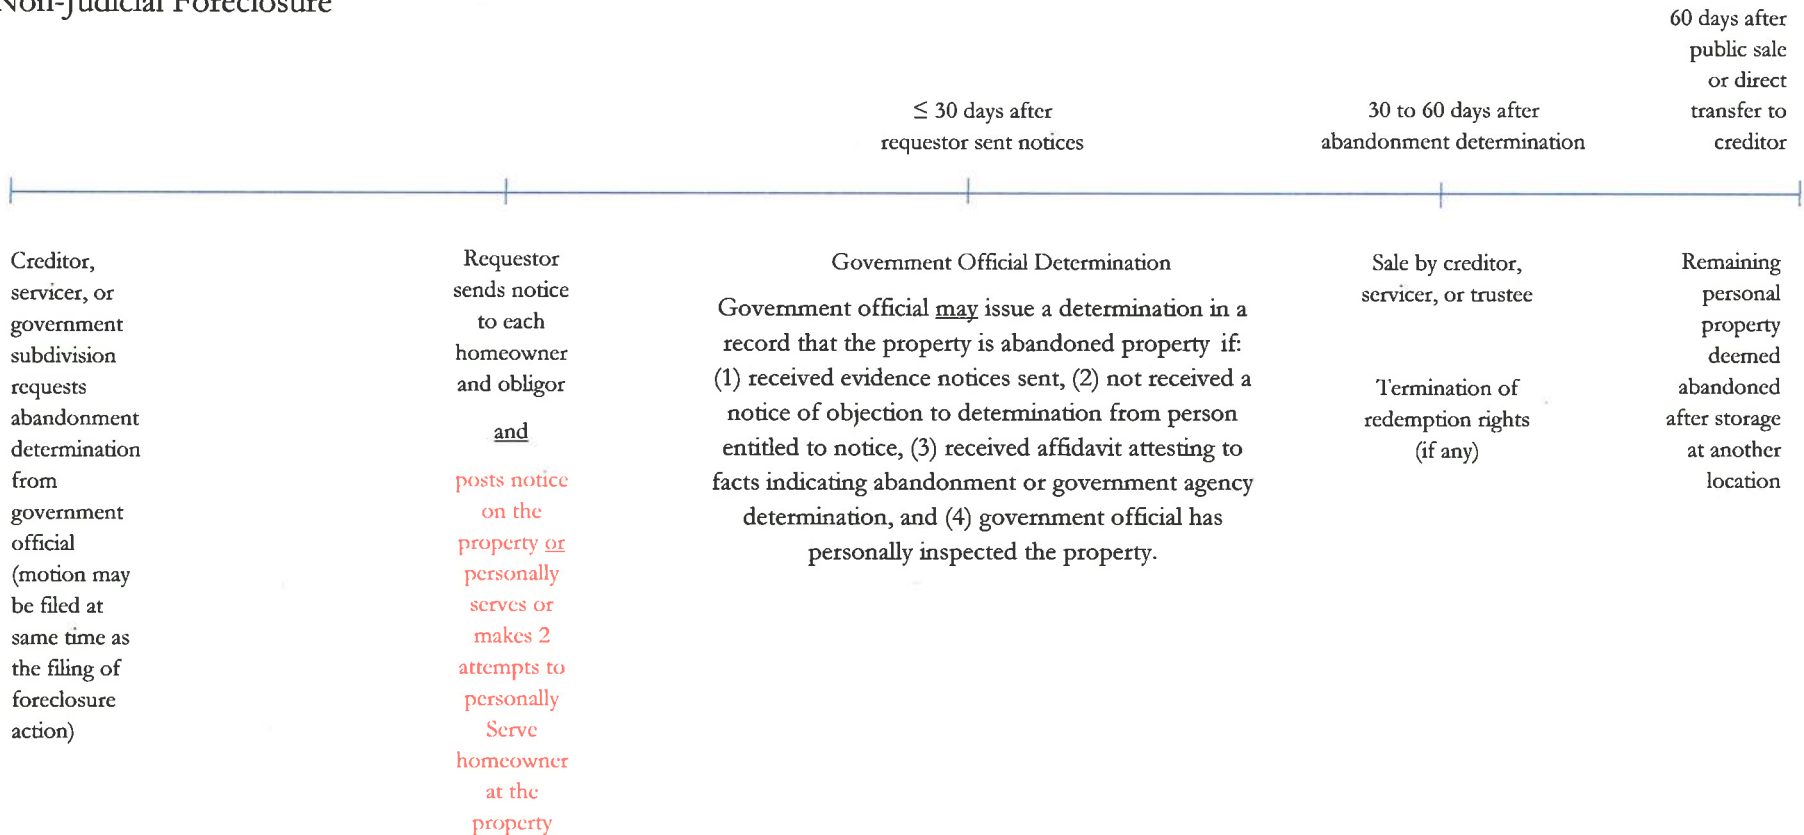 Non-Judicial Foreclosure
60 days after
public sale
or direct
transfer to
creditor
≤ 30 days after
requestor sent notices
30 to 60 days after
abandonment determination
Creditor,
servicer, or
government
subdivision
requests
abandonment
determination
from
government
official
(motion may
be filed at
same time as
the filing of
foreclosure
action)
Requestor
sends notice
to each
homeowner
and obligor
and
posts notice
on the
property or
personally
serves or
makes 2
attempts to
personally
Serve
homeowner
at the
property
Government Official Determination
Government official may issue a determination in a
record that the property is abandoned property if:
(1) received evidence notices sent, (2) not received a
notice of objection to determination from person
entitled to notice, (3) received affidavit attesting to
facts indicating abandonment or government agency
determination, and (4) government official has
personally inspected the property.
Sale by creditor,
servicer, or trustee
Termination of
redemption rights
(if any)
Remaining
personal
property
deemed
abandoned
after storage
at another
location